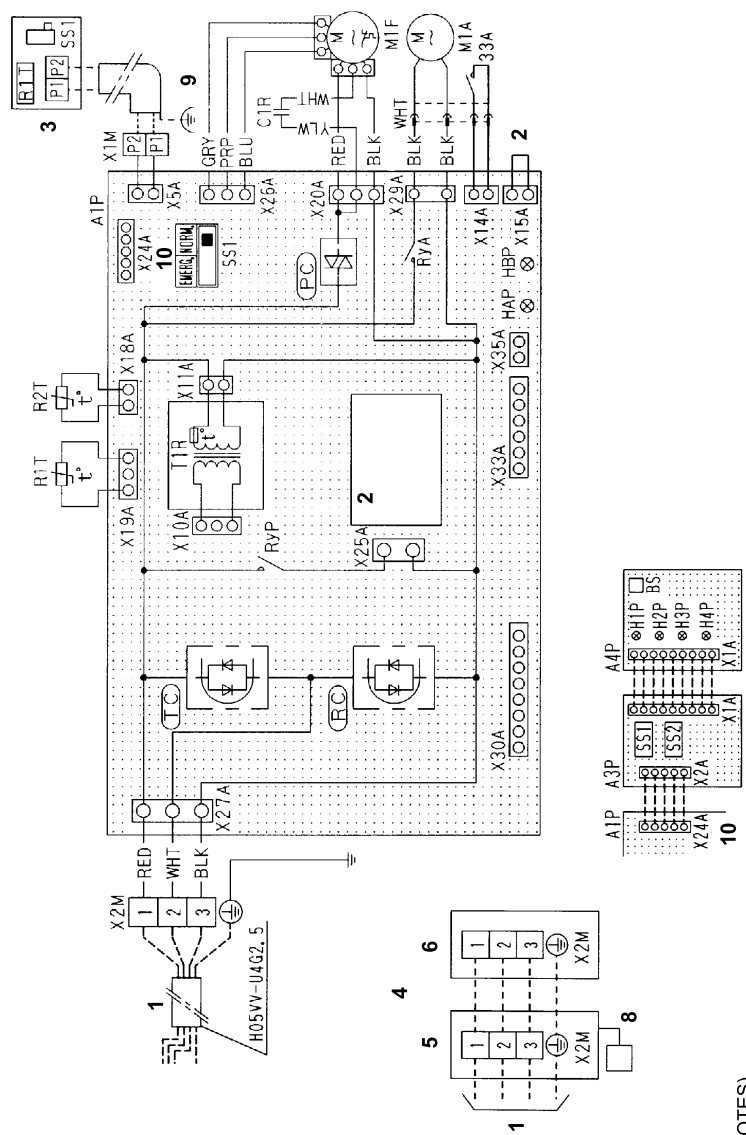 3
R1T
P1 P2
SS1
9
X1M
P2
P1
A1P
X5A
GRY
PRP
BLU
X26A
M
M1F
C1R
WHT
YLW
RED
BLK
X20A
M
M1A
WHT
BLK
BLK
X29A
33A
X14A
2
X15A
X24A
10
EMERG. NORM.
SS1
PC
RyA
HAP
HBP
R2T
t°
X18A
R1T
t°
X19A
X11A
T1R
t°
X10A
X35A
X33A
2
X25A
RyP
TC
RC
X30A
X27A
RED
WHT
BLK
X2M
1
2
3
1
H05VV-U4G2.5
4
5
1
2
3
X2M
6
1
2
3
X2M
8
1
A4P
BS
H1P
H2P
H3P
H4P
X1A
A3P
SS1
SS2
X1A
X2A
A1P
X24A
10
OTES)